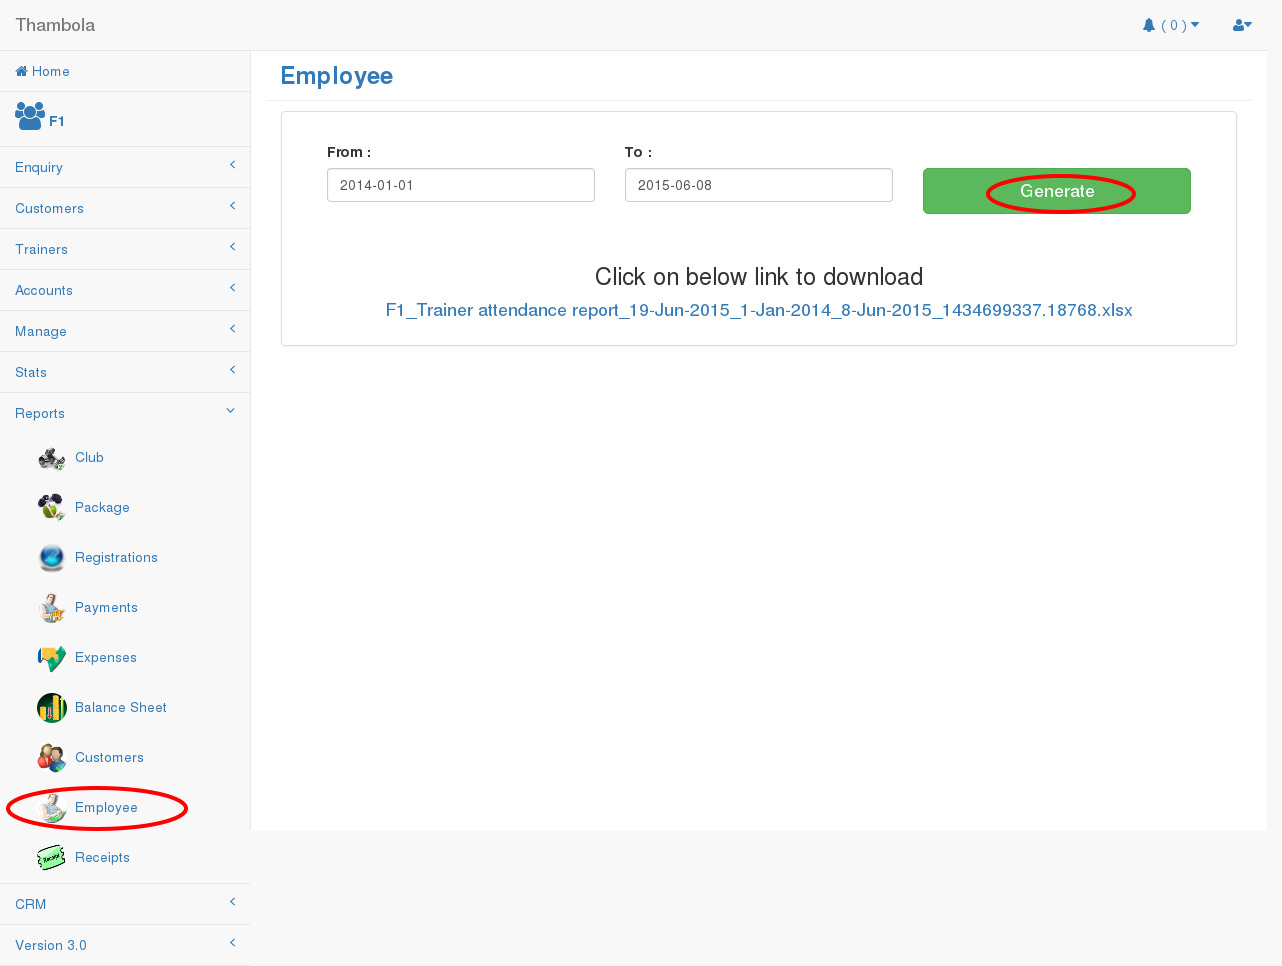 Thambola
( 0 )
Home
F1
Enquiry
Customers
Trainers
Accounts
Manage
Stats
Reports
Club
Package
Registrations
Payments
Expenses
Balance Sheet
Customers
Employee
Receipts
CRM
Version 3.0
Employee
From :
To :
2014-01-01
2015-06-08
Generate
Click on below link to download
F1_Trainer attendance report_19-Jun-2015_1-Jan-2014_8-Jun-2015_1434699337.18768.xlsx